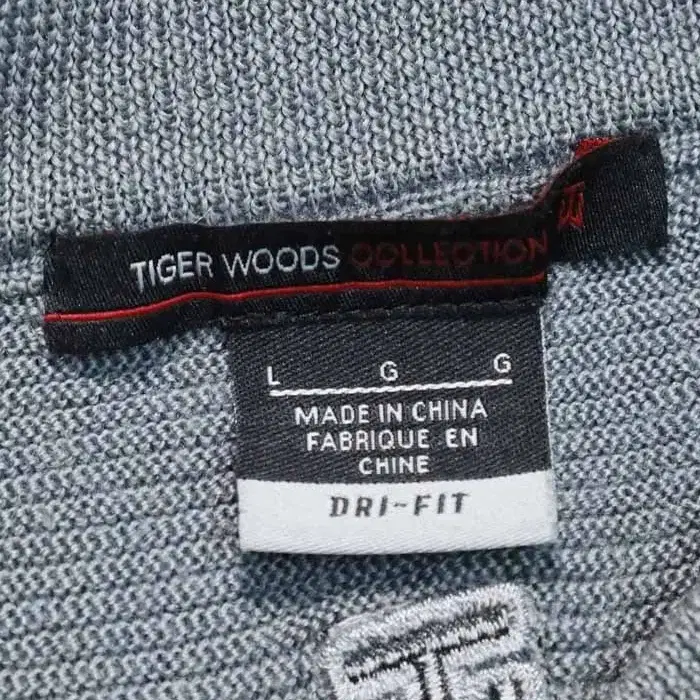 TIGER WOODS COLLECTION
L G G
MADE IN CHINA
FABRIQUE EN
CHINE
DRI-FIT